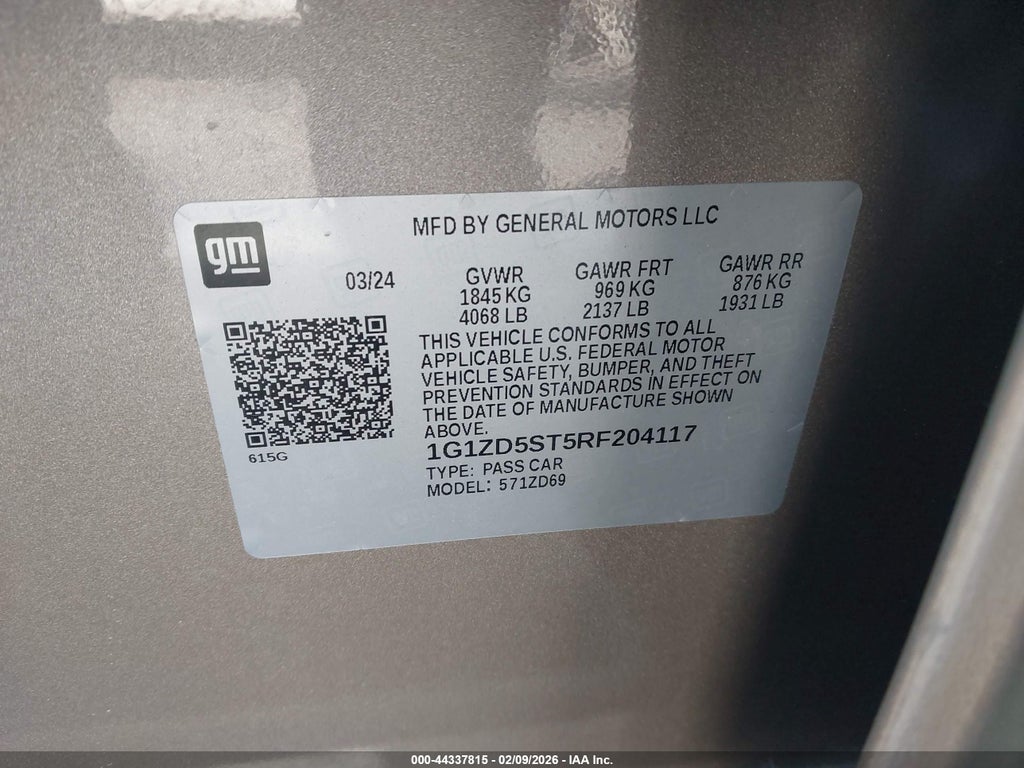 MFD BY GENERAL MOTORS LLC
gm
03/24
GVWR
1845 KG
4068 LB
GAWR FRT
969 KG
2137 LB
GAWR RR
876 KG
1931 LB
THIS VEHICLE CONFORMS TO ALL
APPLICABLE U.S. FEDERAL MOTOR
VEHICLE SAFETY, BUMPER, AND THEFT
PREVENTION STANDARDS IN EFFECT ON
THE DATE OF MANUFACTURE SHOWN
ABOVE.
1G1ZD5ST5RF204117
TYPE: PASS CAR
MODEL: 571ZD69
615G
000-44337815 - 02/09/2026 - IAA Inc.